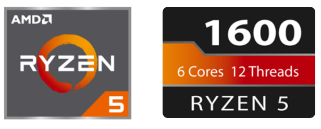 AMD
RYZEN
5
1600
6 Cores 12 Threads
RYZEN 5